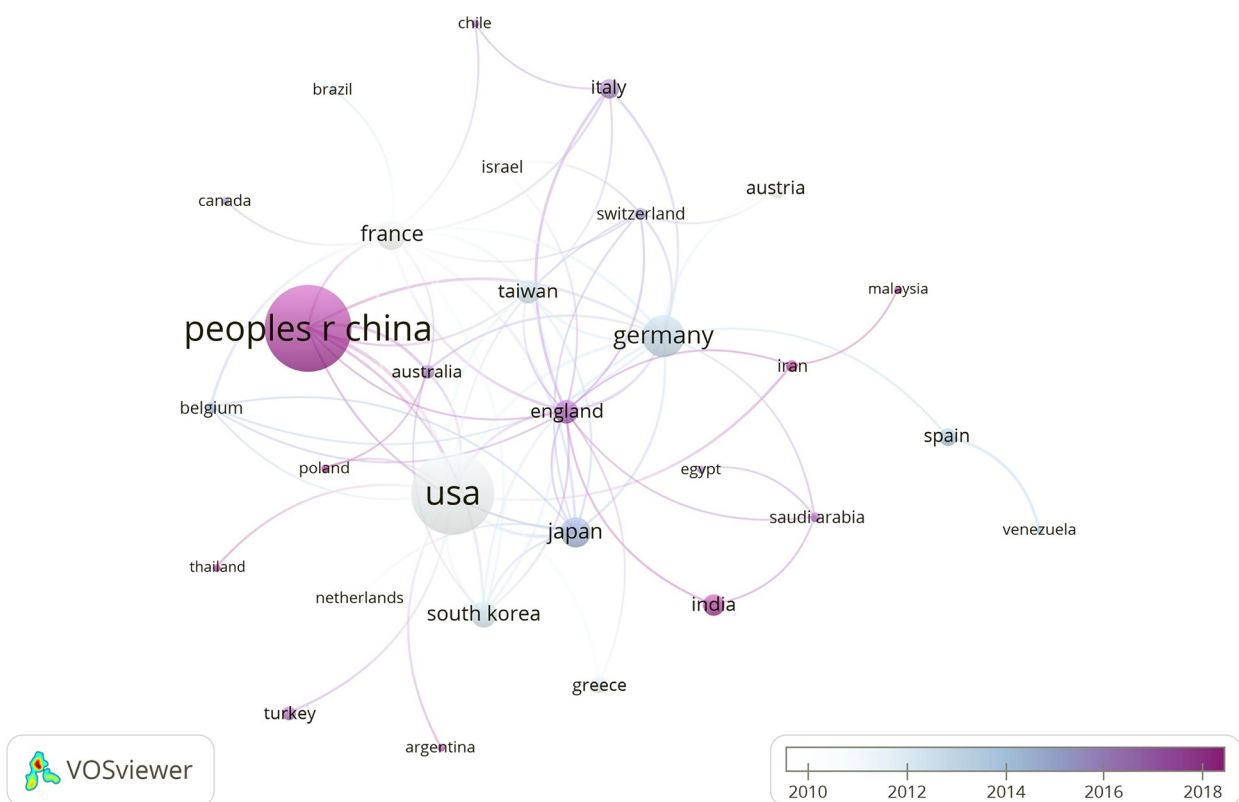 chile
italy
brazil
israel
austria
canada
switzerland
france
taiwan
malaysia
peoples r china
germany
iran
australia
belgium
england
spain
poland
egypt
usa
saudi arabia
japan
venezuela
thailand
netherlands
south korea
india
greece
turkey
argentina
VOSviewer
2010 2012 2014 2016 2018